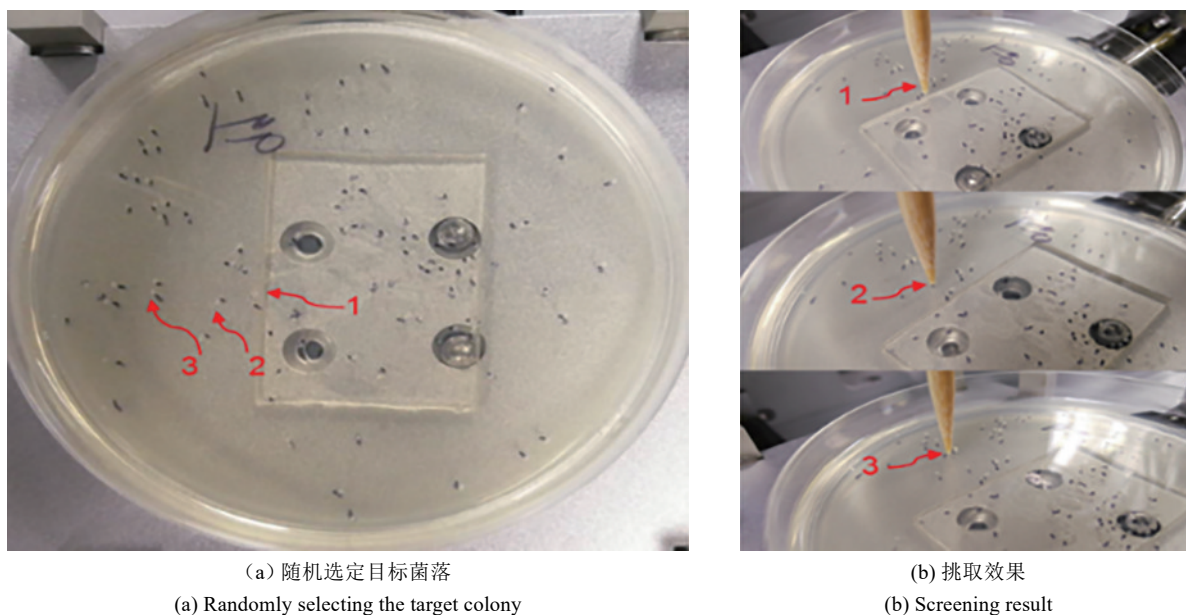 1
2
3
1
2
3
（a）随机选定目标菌落
(a) Randomly selecting the target colony
(b) 挑取效果
(b) Screening result